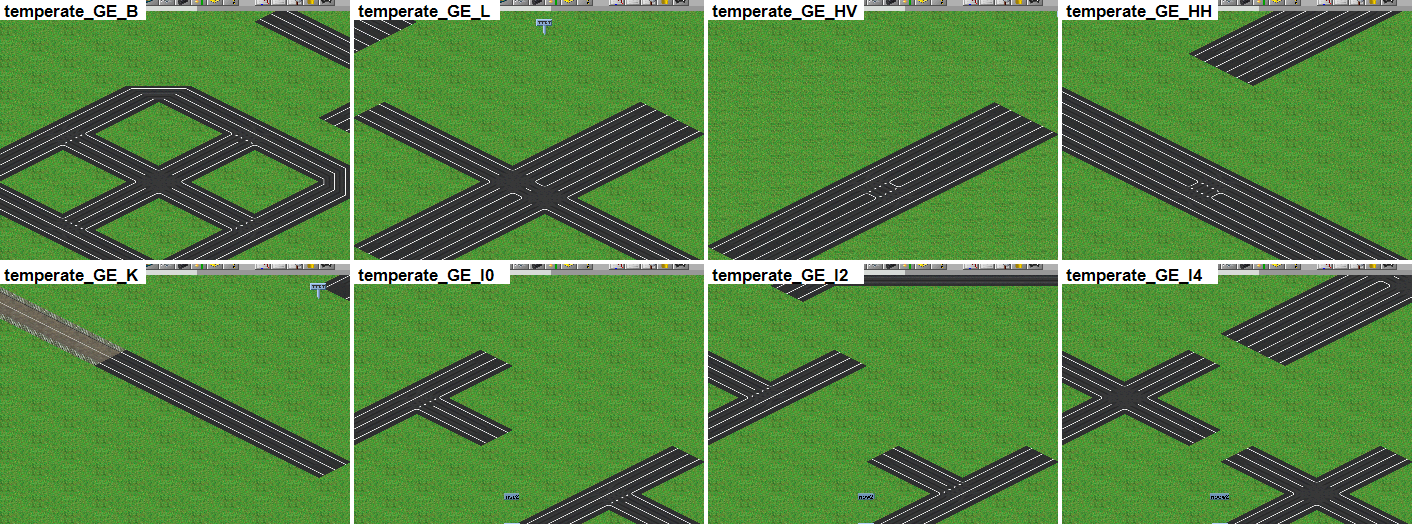 temperate_GE_B
temperate_GE_L
temperate_GE_HV
temperate_GE_HH
temperate_GE_K
temperate_GE_I0
temperate_GE_I2
temperate_GE_I4